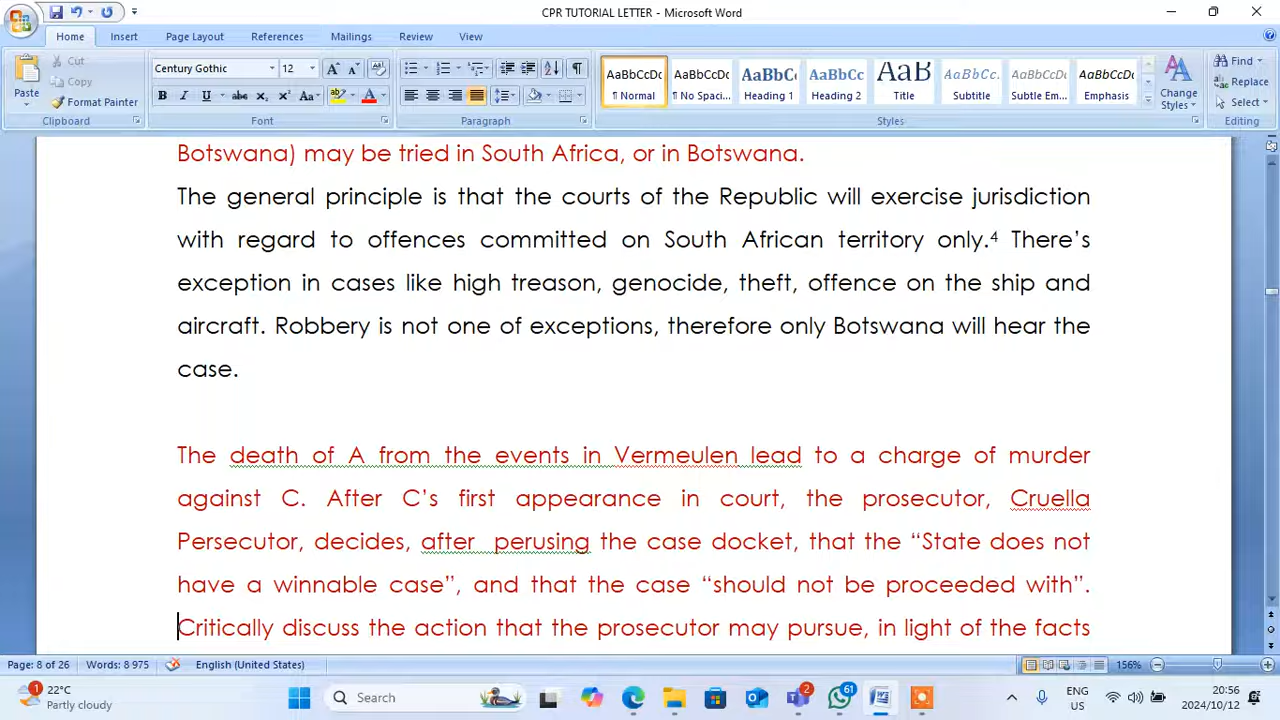 CPR TUTORIAL LETTER - Microsoft Word
Home Insert Page Layout References Mailings Review View
Paste
Cut
Copy
Format Painter
Clipboard
Century Gothic 12
Font
Paragraph
AaBbCcDc AaBbCcDc AaBbCc AaBbCc AaB AaBbCc. AaBbCcDc AaBbCcDc
¶ Normal ¶ No Spaci... Heading 1 Heading 2 Title Subtitle Subtle Em... Emphasis
Styles
Change Styles
Find
Replace
Select
Editing
Botswana) may be tried in South Africa, or in Botswana.
The general principle is that the courts of the Republic will exercise jurisdiction
with regard to offences committed on South African territory only.⁴ There’s
exception in cases like high treason, genocide, theft, offence on the ship and
aircraft. Robbery is not one of exceptions, therefore only Botswana will hear the
case.
The death of A from the events in Vermeulen lead to a charge of murder
against C. After C’s first appearance in court, the prosecutor, Cruella
Persecutor, decides, after perusing the case docket, that the “State does not
have a winnable case”, and that the case “should not be proceeded with”.
Critically discuss the action that the prosecutor may pursue, in light of the facts
Page: 8 of 26 Words: 8 975 English (United States) 156%
1 22°C
Partly cloudy
Search
2
61
ENG
US
20:56
2024/10/12